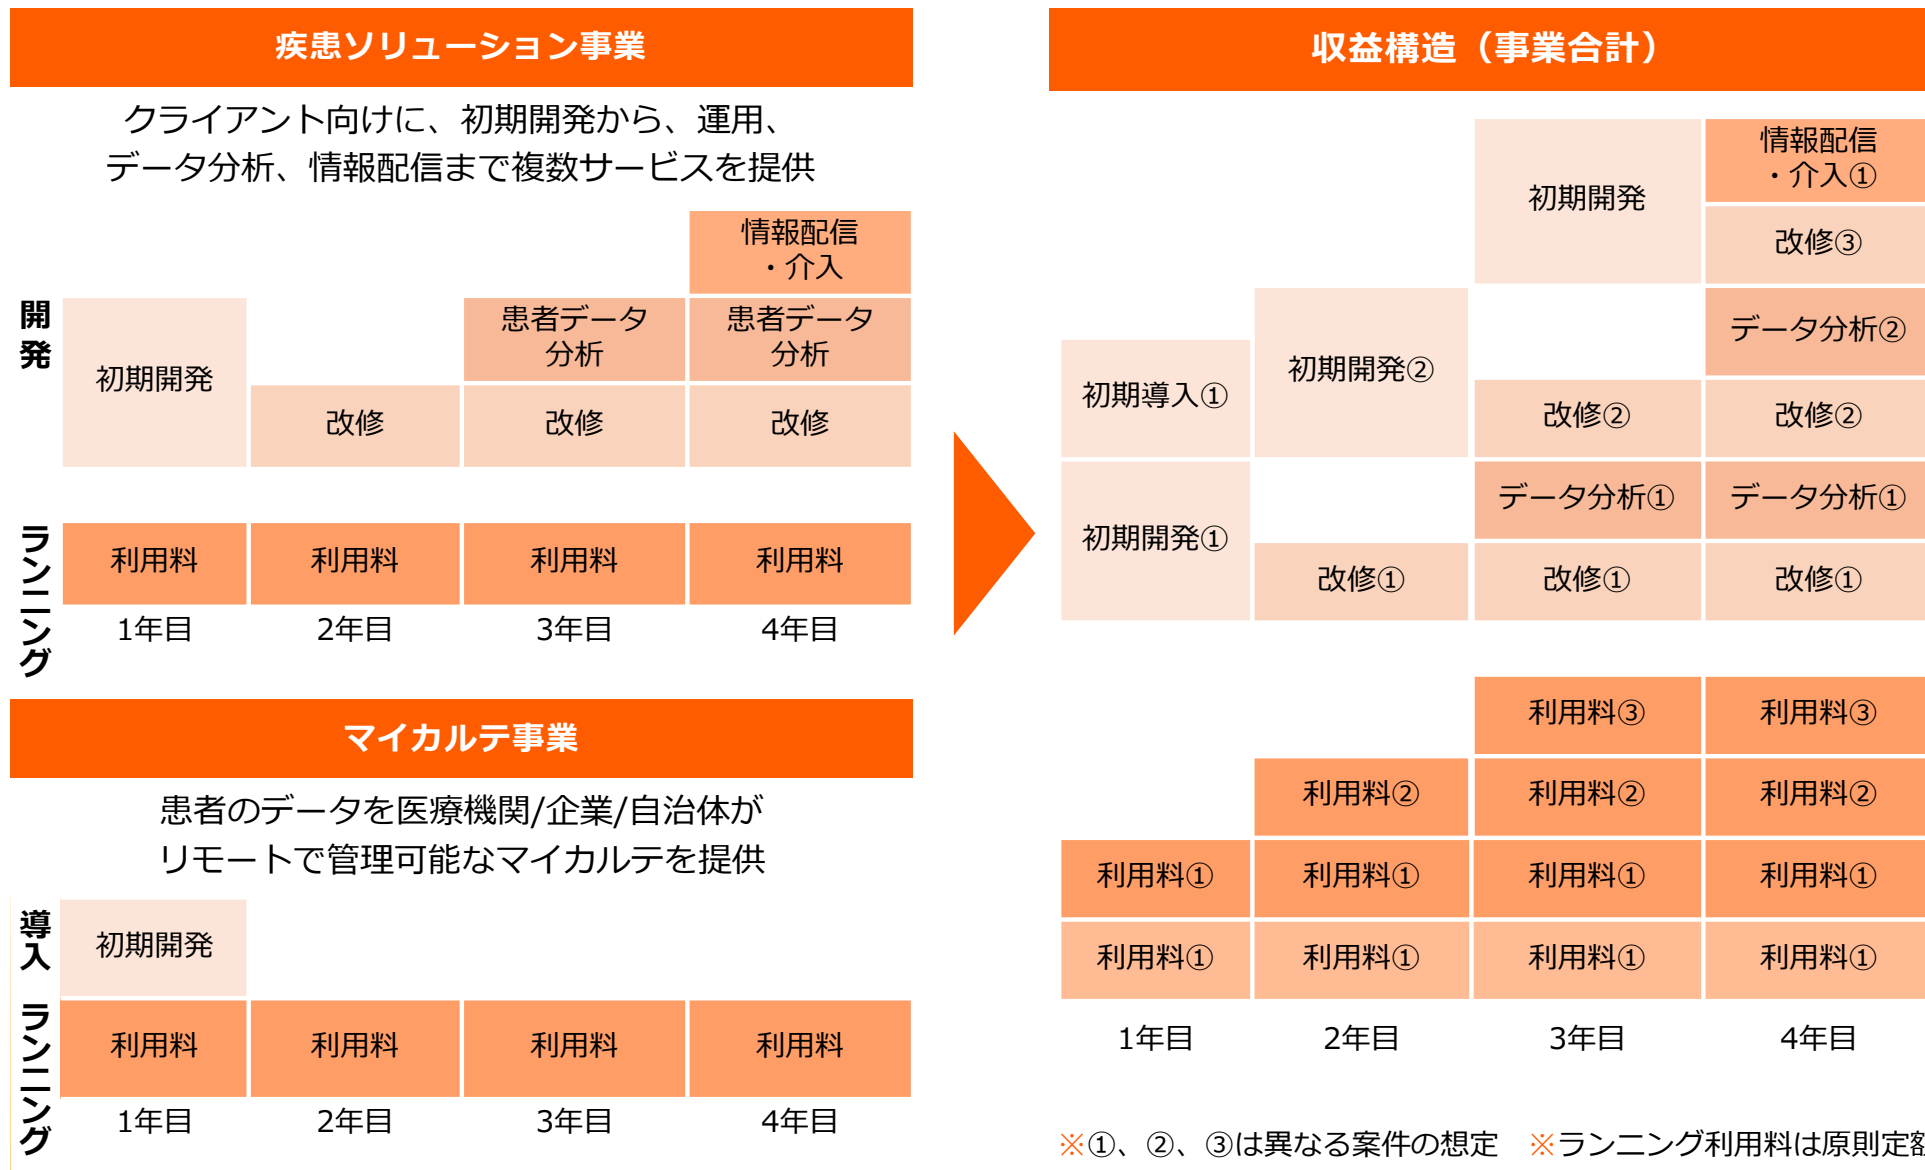 疾患ソリューション事業
クライアント向けに、初期開発から、運用、
データ分析、情報配信まで複数サービスを提供
開発
情報配信
・介入
初期開発
患者データ
分析
患者データ
分析
改修
改修
改修
ランニング
利用料
利用料
利用料
利用料
1年目
2年目
3年目
4年目
マイカルテ事業
患者のデータを医療機関/企業/自治体が
リモートで管理可能なマイカルテを提供
導入
初期開発
ランニング
利用料
利用料
利用料
利用料
1年目
2年目
3年目
4年目
収益構造（事業合計）
初期開発
情報配信
・介入①
改修③
初期導入①
初期開発②
データ分析②
改修②
改修②
初期開発①
データ分析①
データ分析①
改修①
改修①
改修①
利用料③
利用料③
利用料②
利用料②
利用料②
利用料①
利用料①
利用料①
利用料①
利用料①
利用料①
利用料①
利用料①
1年目
2年目
3年目
4年目
※①、②、③は異なる案件の想定　※ランニング利用料は原則定額